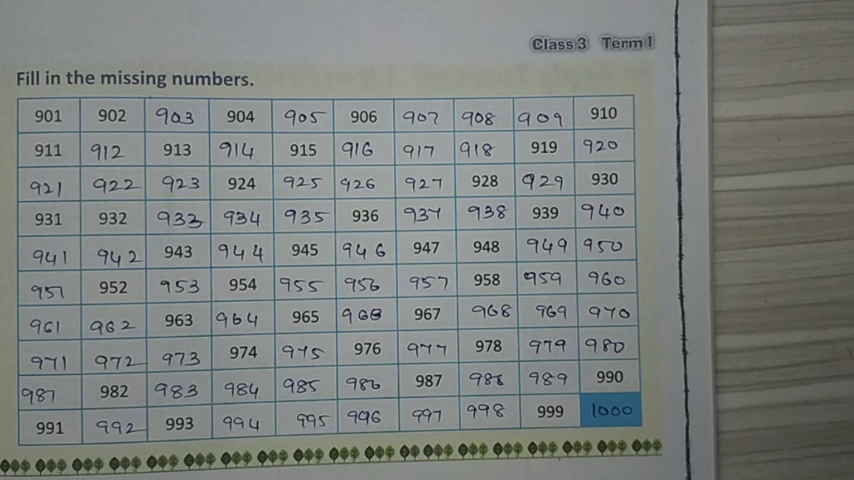 Class 3 Term I
Fill in the missing numbers.
901 902 903 904 905 906 907 908 909 910
911 912 913 914 915 916 917 918 919 920
921 922 923 924 925 926 927 928 929 930
931 932 933 934 935 936 937 938 939 940
941 942 943 944 945 946 947 948 949 950
951 952 953 954 955 956 957 958 959 960
961 962 963 964 965 966 967 968 969 970
971 972 973 974 975 976 977 978 979 980
981 982 983 984 985 986 987 988 989 990
991 992 993 994 995 996 997 998 999 1000